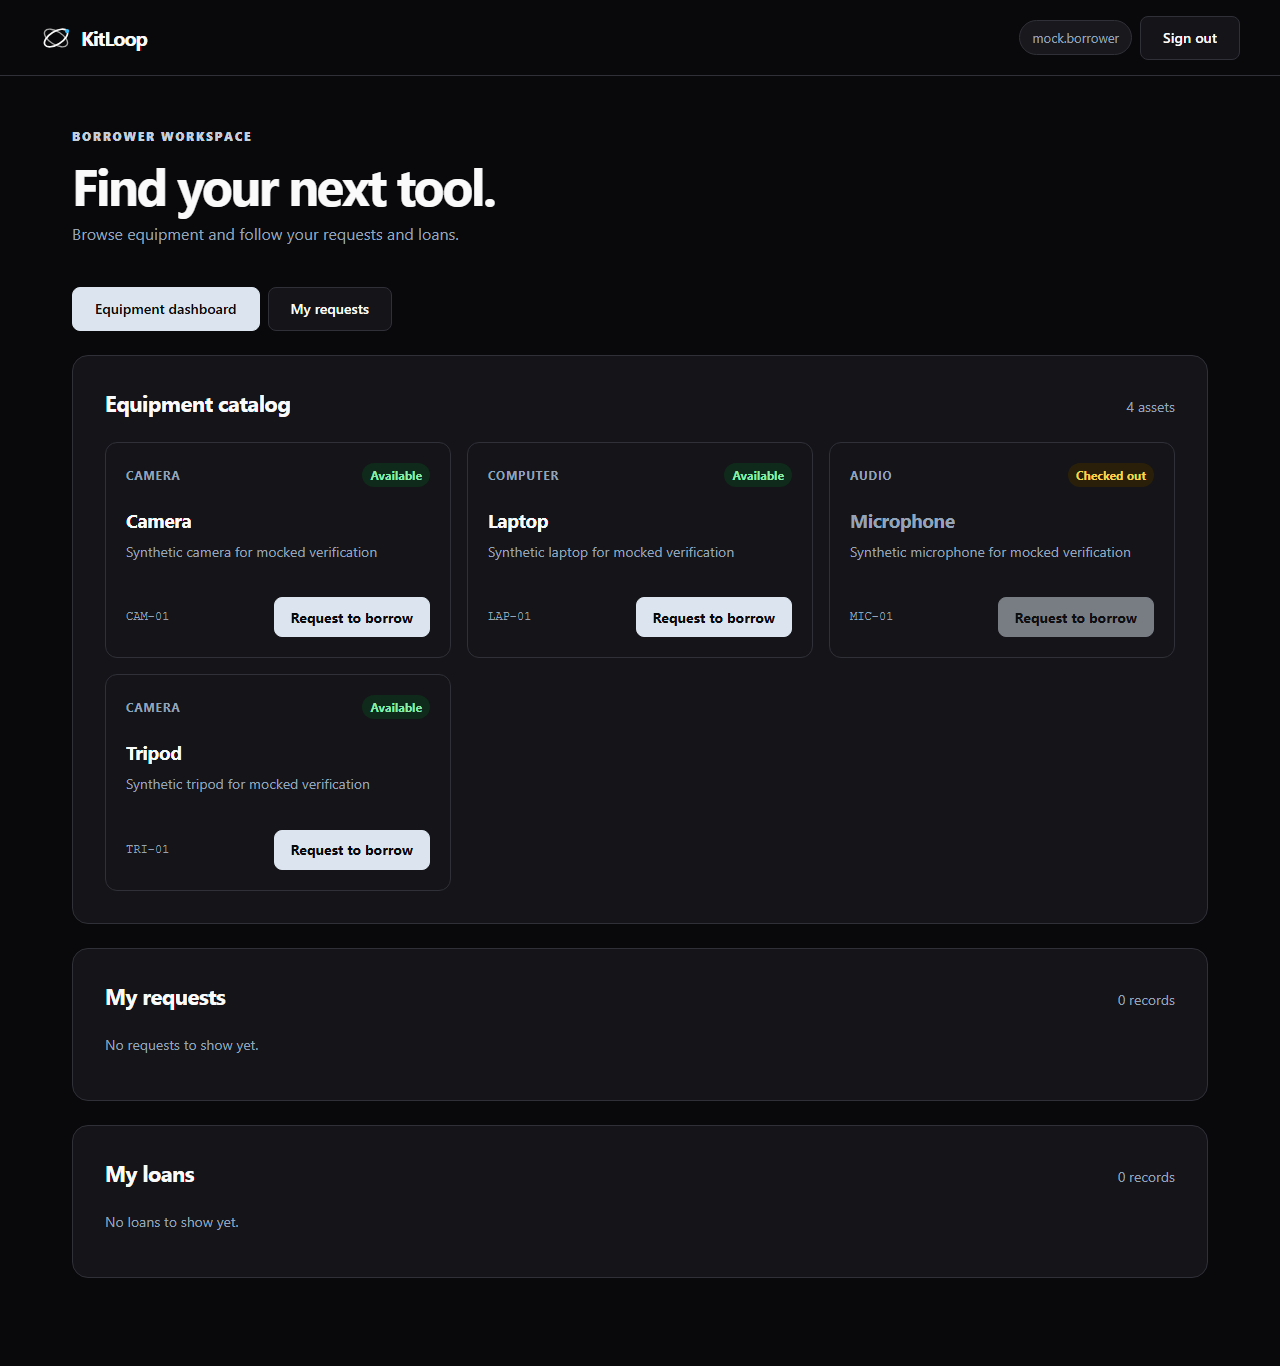 KitLoop
mock.borrower
Sign out
BORROWER WORKSPACE
Find your next tool.
Browse equipment and follow your requests and loans.
Equipment dashboard
My requests
Equipment catalog
4 assets
CAMERA
Available
Camera
Synthetic camera for mocked verification
CAM-01
Request to borrow
COMPUTER
Available
Laptop
Synthetic laptop for mocked verification
LAP-01
Request to borrow
AUDIO
Checked out
Microphone
Synthetic microphone for mocked verification
MIC-01
Request to borrow
CAMERA
Available
Tripod
Synthetic tripod for mocked verification
TRI-01
Request to borrow
My requests
0 records
No requests to show yet.
My loans
0 records
No loans to show yet.